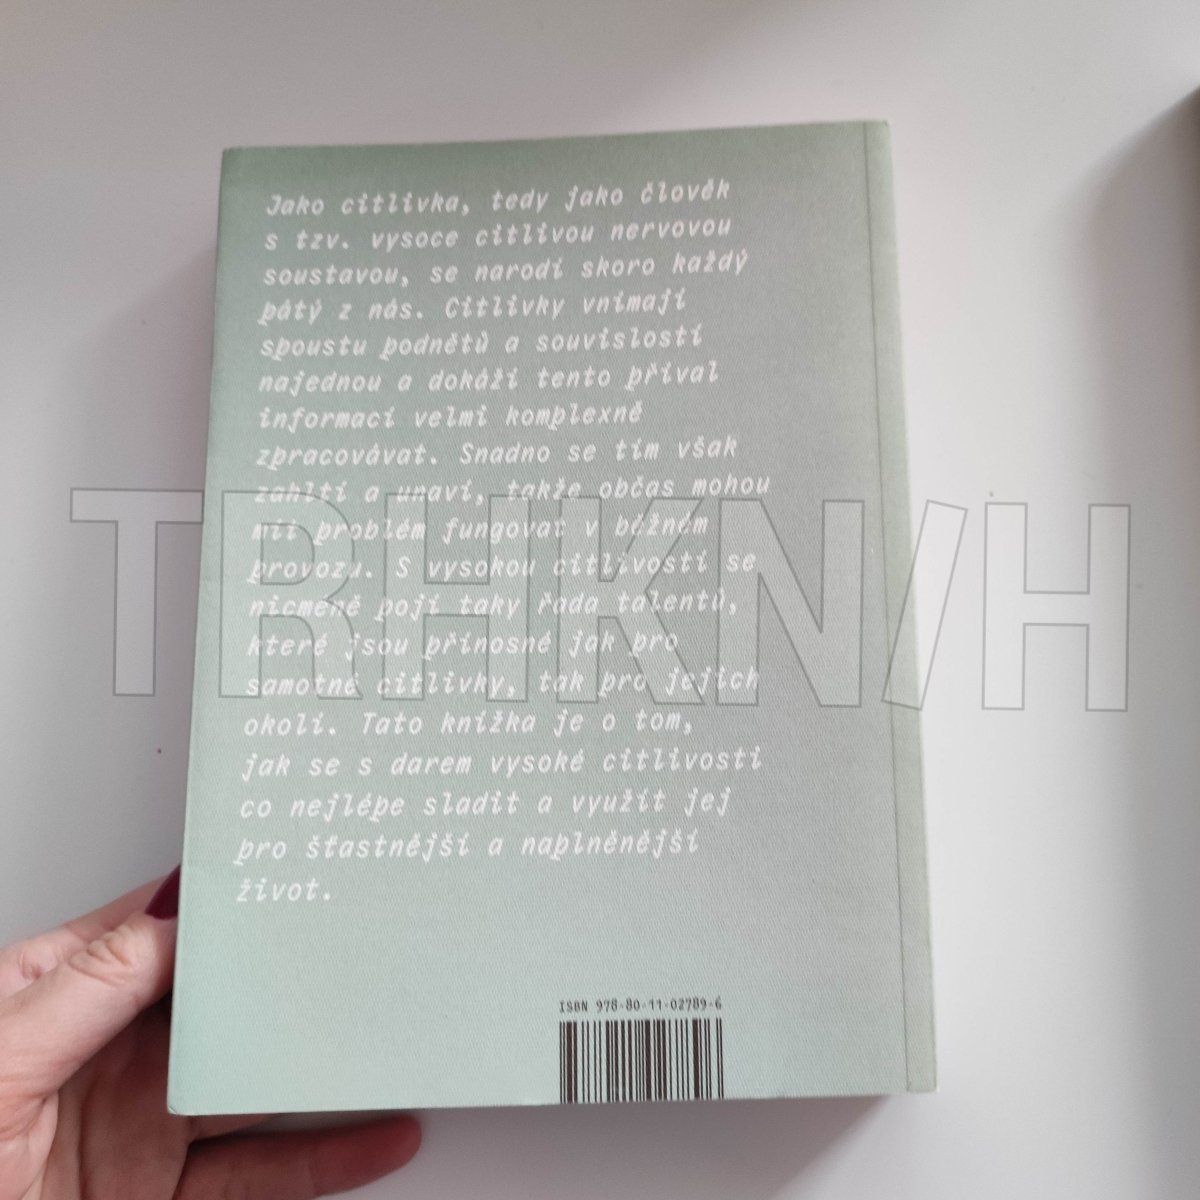 Jako citlivka, tedy jako člověk
s tzv. vysoce citlivou nervovou
soustavou, se narodí skoro každý
pátý z nás. Citlivky vnímají
spoustu podnětů a souvislostí
najednou a dokáží tento příval
informací velmi komplexně
zpracovávat. Snadno se tím však
zahltí a unaví, takže občas mohou
mít problém fungovat v běžném
provozu. S vysokou citlivostí se
nicméně pojí taky řada talentů,
které jsou přínosné jak pro
samotné citlivky, tak pro jejich
okolí. Tato knížka je o tom,
jak se s darem vysoké citlivosti
co nejlépe sladit a využít jej
pro šťastnější a naplněnější
život.
TRHKN/H
ISBN 978-80-11-02789-6